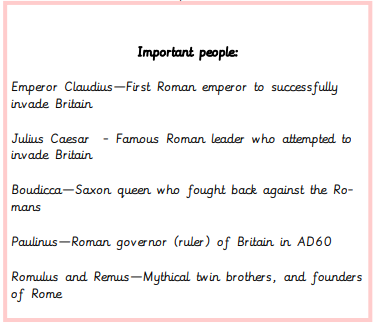 Important people:
Emperor Claudius—First Roman emperor to successfully
invade Britain
Julius Caesar - Famous Roman leader who attempted to
invade Britain
Boudicca—Saxon queen who fought back against the Ro-
mans
Paulinus—Roman governor (ruler) of Britain in AD60
Romulus and Remus—Mythical twin brothers, and founders
of Rome